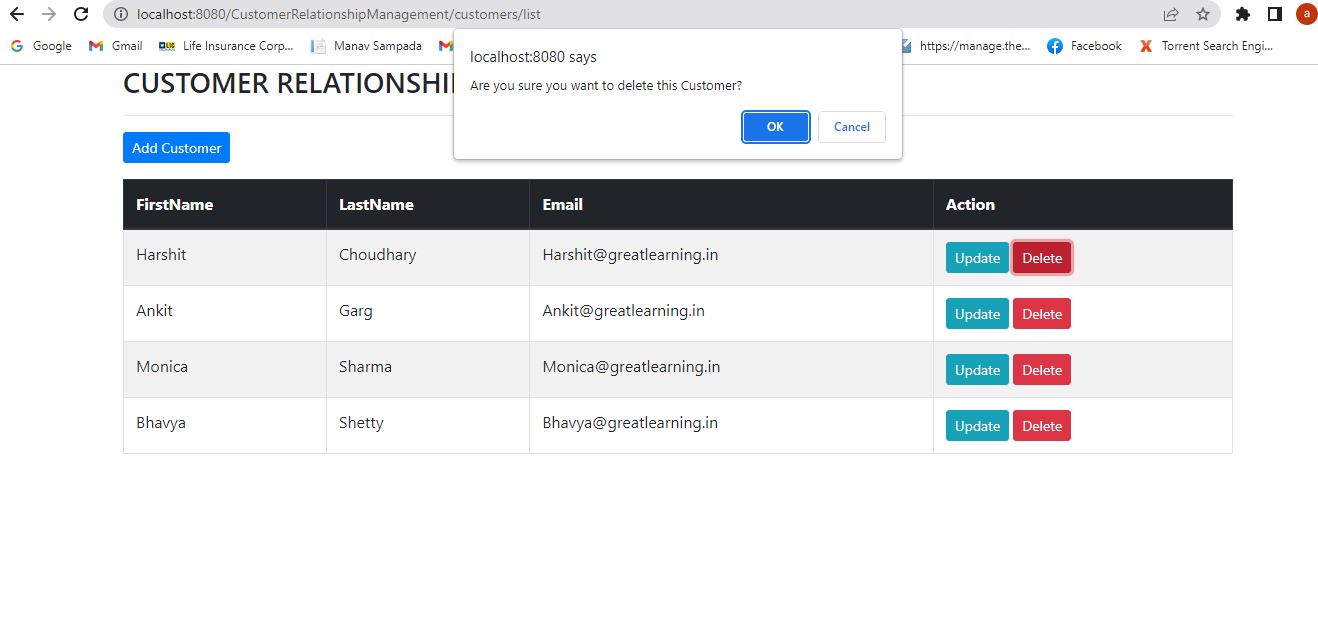 localhost:8080/CustomerRelationshipManagement/customers/list
a
Google Gmail LIC Life Insurance Corp... Manav Sampada https://manage.the... Facebook Torrent Search Engi...
localhost:8080 says
Are you sure you want to delete this Customer?
OK Cancel
CUSTOMER RELATIONSHI
Add Customer
FirstName LastName Email Action
Harshit Choudhary Harshit@greatlearning.in Update Delete
Ankit Garg Ankit@greatlearning.in Update Delete
Monica Sharma Monica@greatlearning.in Update Delete
Bhavya Shetty Bhavya@greatlearning.in Update Delete